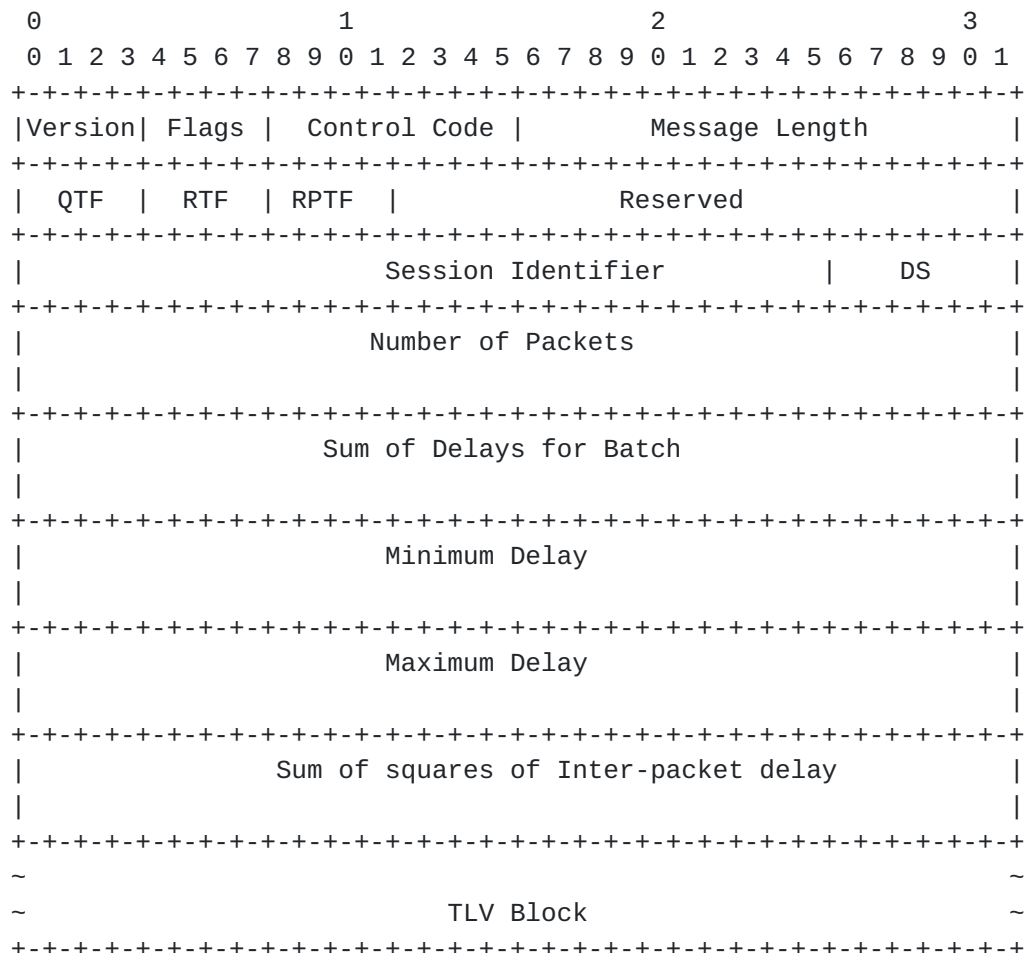 0                   1                   2                   3
 0 1 2 3 4 5 6 7 8 9 0 1 2 3 4 5 6 7 8 9 0 1 2 3 4 5 6 7 8 9 0 1
+-+-+-+-+-+-+-+-+-+-+-+-+-+-+-+-+-+-+-+-+-+-+-+-+-+-+-+-+-+-+-+-+
|Version| Flags |  Control Code |        Message Length         |
+-+-+-+-+-+-+-+-+-+-+-+-+-+-+-+-+-+-+-+-+-+-+-+-+-+-+-+-+-+-+-+-+
|  QTF  |  RTF  | RPTF  |              Reserved                 |
+-+-+-+-+-+-+-+-+-+-+-+-+-+-+-+-+-+-+-+-+-+-+-+-+-+-+-+-+-+-+-+-+
|                       Session Identifier          |    DS     |
+-+-+-+-+-+-+-+-+-+-+-+-+-+-+-+-+-+-+-+-+-+-+-+-+-+-+-+-+-+-+-+-+
|                      Number of Packets                        |
|                                                               |
+-+-+-+-+-+-+-+-+-+-+-+-+-+-+-+-+-+-+-+-+-+-+-+-+-+-+-+-+-+-+-+-+
|                   Sum of Delays for Batch                     |
|                                                               |
+-+-+-+-+-+-+-+-+-+-+-+-+-+-+-+-+-+-+-+-+-+-+-+-+-+-+-+-+-+-+-+-+
|                       Minimum Delay                           |
|                                                               |
+-+-+-+-+-+-+-+-+-+-+-+-+-+-+-+-+-+-+-+-+-+-+-+-+-+-+-+-+-+-+-+-+
|                       Maximum Delay                           |
|                                                               |
+-+-+-+-+-+-+-+-+-+-+-+-+-+-+-+-+-+-+-+-+-+-+-+-+-+-+-+-+-+-+-+-+
|                Sum of squares of Inter-packet delay           |
|                                                               |
+-+-+-+-+-+-+-+-+-+-+-+-+-+-+-+-+-+-+-+-+-+-+-+-+-+-+-+-+-+-+-+-+
~                                                               ~
~                           TLV Block                           ~
+-+-+-+-+-+-+-+-+-+-+-+-+-+-+-+-+-+-+-+-+-+-+-+-+-+-+-+-+-+-+-+-+